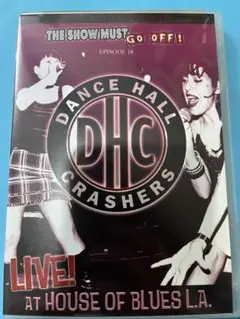 THE SHOW MUST GO OFF!
EPISODE 18
DANCE HALL
DHC
CRASHERS
LIVE!
AT HOUSE OF BLUES L.A.